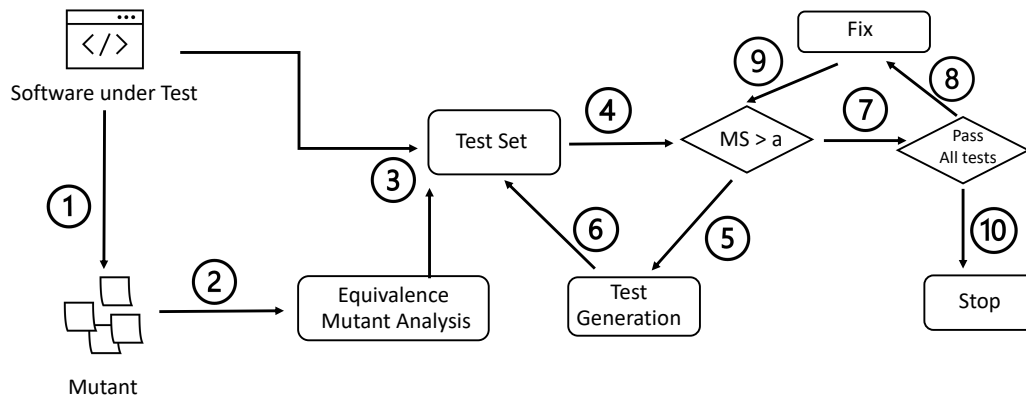 </>
Fix
Software under Test
9
8
4
7
Test Set
MS > a
Pass
All tests
3
1
6
5
10
2
Equivalence
Mutant Analysis
Test
Generation
Stop
Mutant